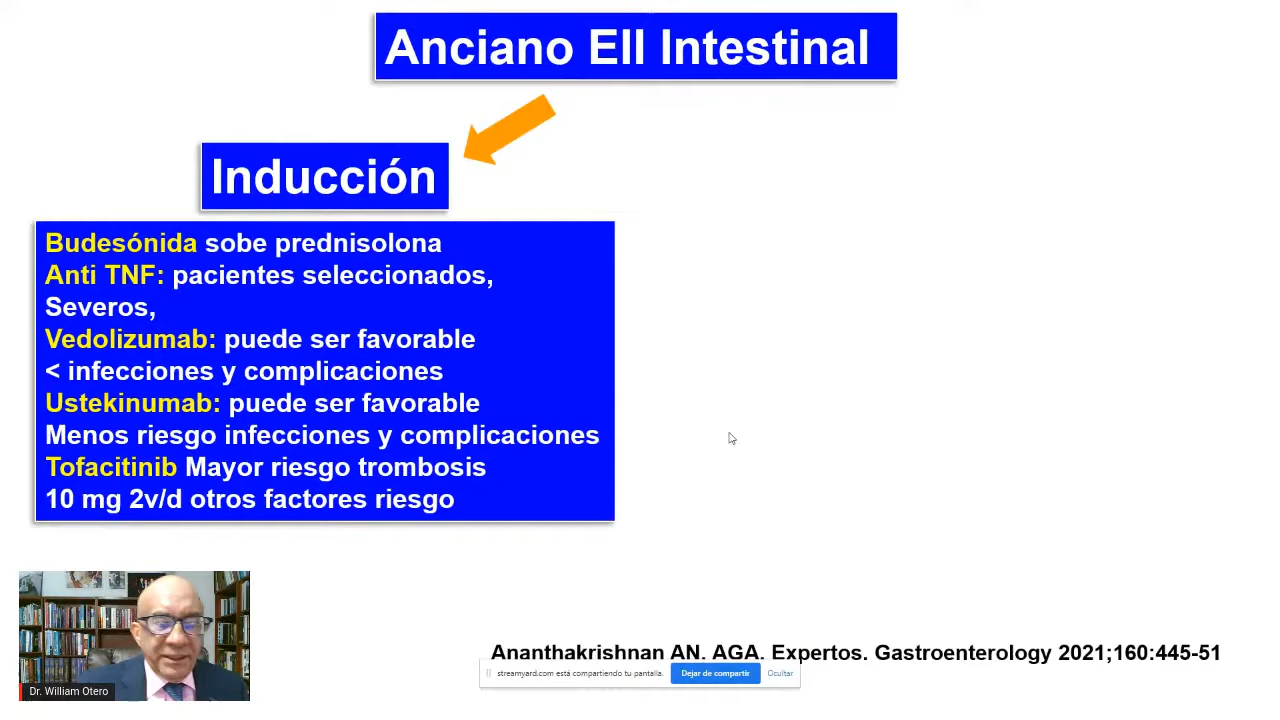 Anciano EII Intestinal
Inducción
Budesónida sobe prednisolona
Anti TNF: pacientes seleccionados,
Severos,
Vedolizumab: puede ser favorable
< infecciones y complicaciones
Ustekinumab: puede ser favorable
Menos riesgo infecciones y complicaciones
Tofacitinib Mayor riesgo trombosis
10 mg 2v/d otros factores riesgo
Ananthakrishnan AN. AGA. Expertos. Gastroenterology 2021;160:445-51
streamyard.com está compartiendo tu pantalla.
Dejar de compartir
Ocultar
Dr. William Otero